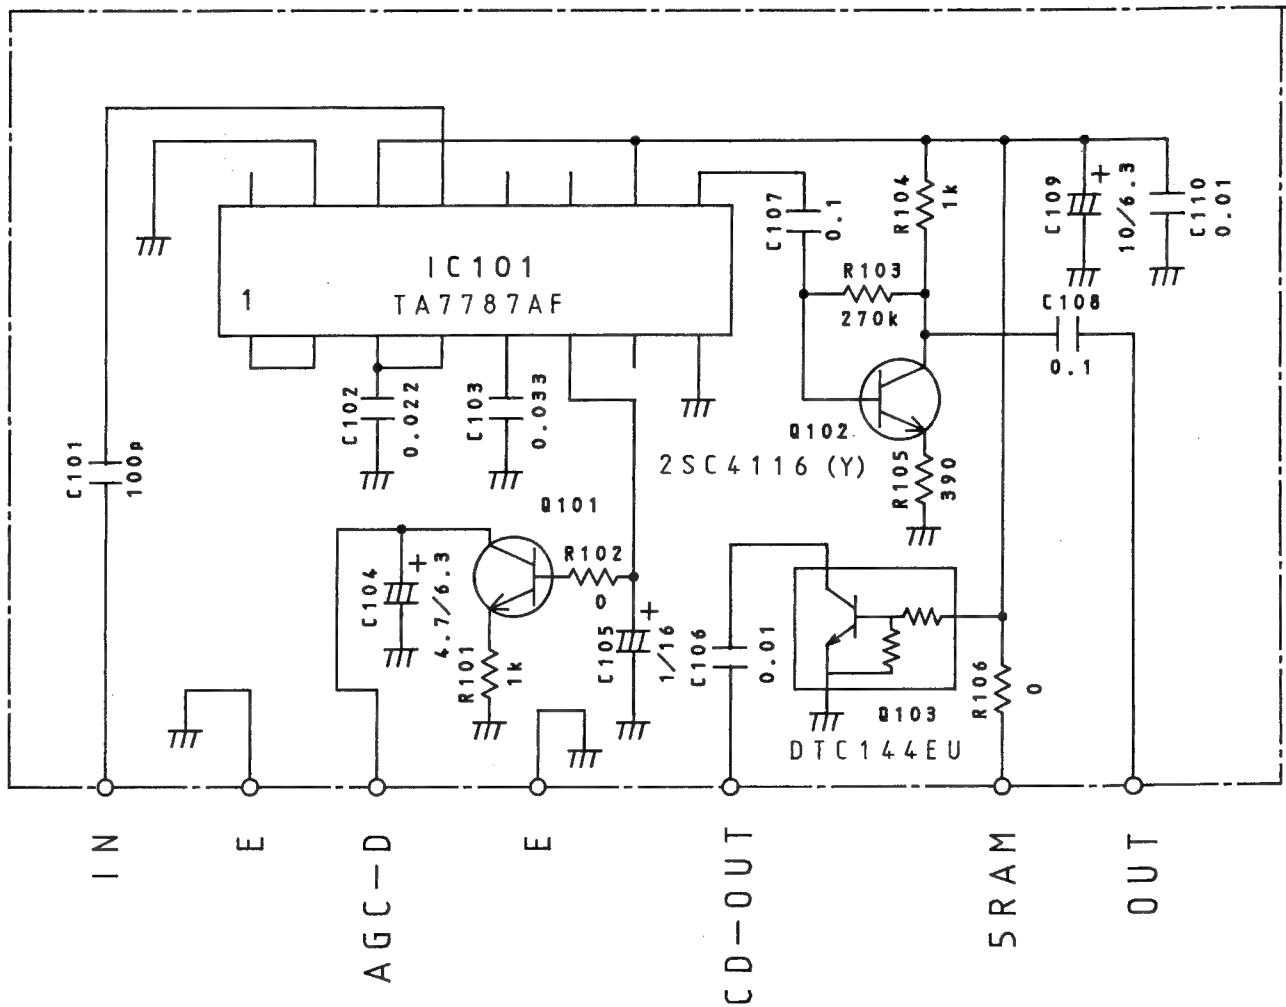 IC101
1
TA7787AF
C107
0.1
R104
1k
C109
+
10/6.3
C110
0.01
R103
270k
C108
0.1
C101
100p
C102
0.022
C103
0.033
Q102
2SC4116 (Y)
R105
390
Q101
C104
+
4.7/6.3
R102
0
R101
1k
C105
+
1/16
C106
0.01
Q103
DTC144EU
R106
0
IN
E
AGC-D
E
CD-OUT
5RAM
OUT